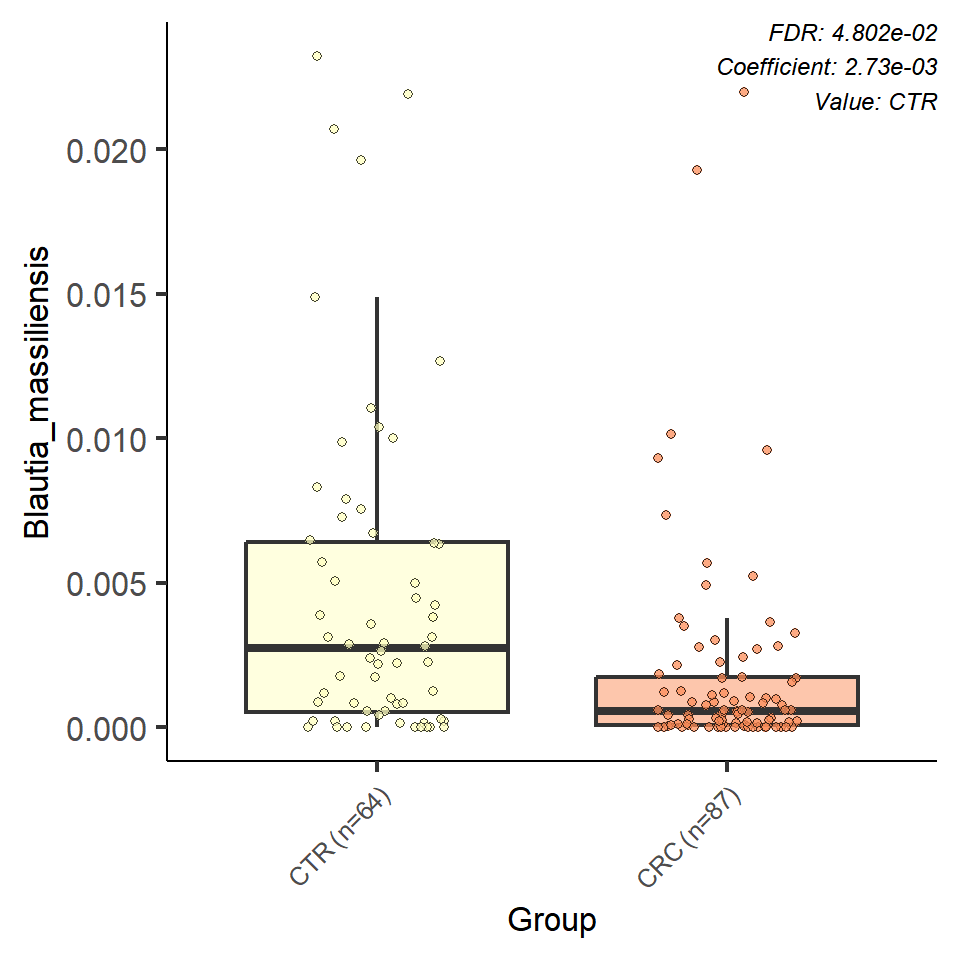 FDR: 4.802e-02
Coefficient: 2.73e-03
Value: CTR
Blautia_massiliensis
0.020
0.015
0.010
0.005
0.000
CTR (n=64)
CRC (n=87)
Group